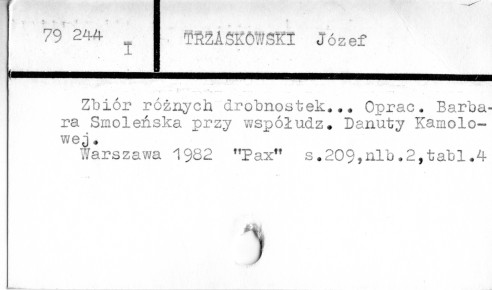 79 244 I TRZASKOWSKI Józef
Zbiór różnych drobnostek... Oprac. Barba-
ra Smoleńska przy współudz. Danuty Kamolo-
wej.
Warszawa 1982 "Pax" s.209,nlb.2,tabl.4